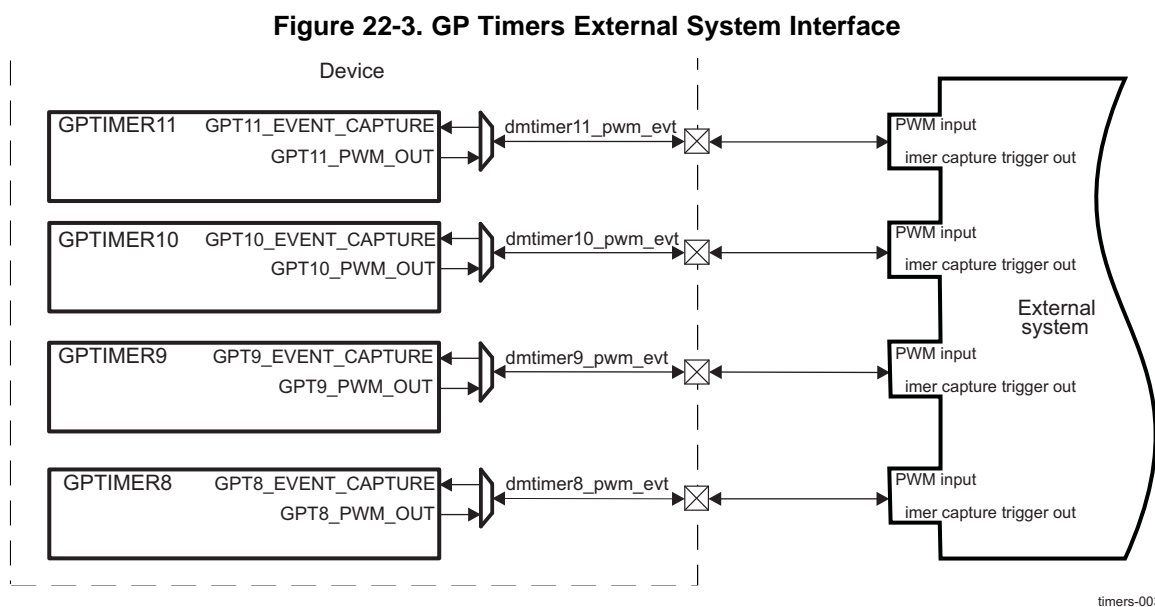 Figure 22-3. GP Timers External System Interface
Device
GPTIMER11
GPT11_EVENT_CAPTURE
GPT11_PWM_OUT
dmtimer11_pwm_evt
PWM input
imer capture trigger out
GPTIMER10
GPT10_EVENT_CAPTURE
GPT10_PWM_OUT
dmtimer10_pwm_evt
PWM input
imer capture trigger out
External
system
GPTIMER9
GPT9_EVENT_CAPTURE
GPT9_PWM_OUT
dmtimer9_pwm_evt
PWM input
imer capture trigger out
GPTIMER8
GPT8_EVENT_CAPTURE
GPT8_PWM_OUT
dmtimer8_pwm_evt
PWM input
imer capture trigger out